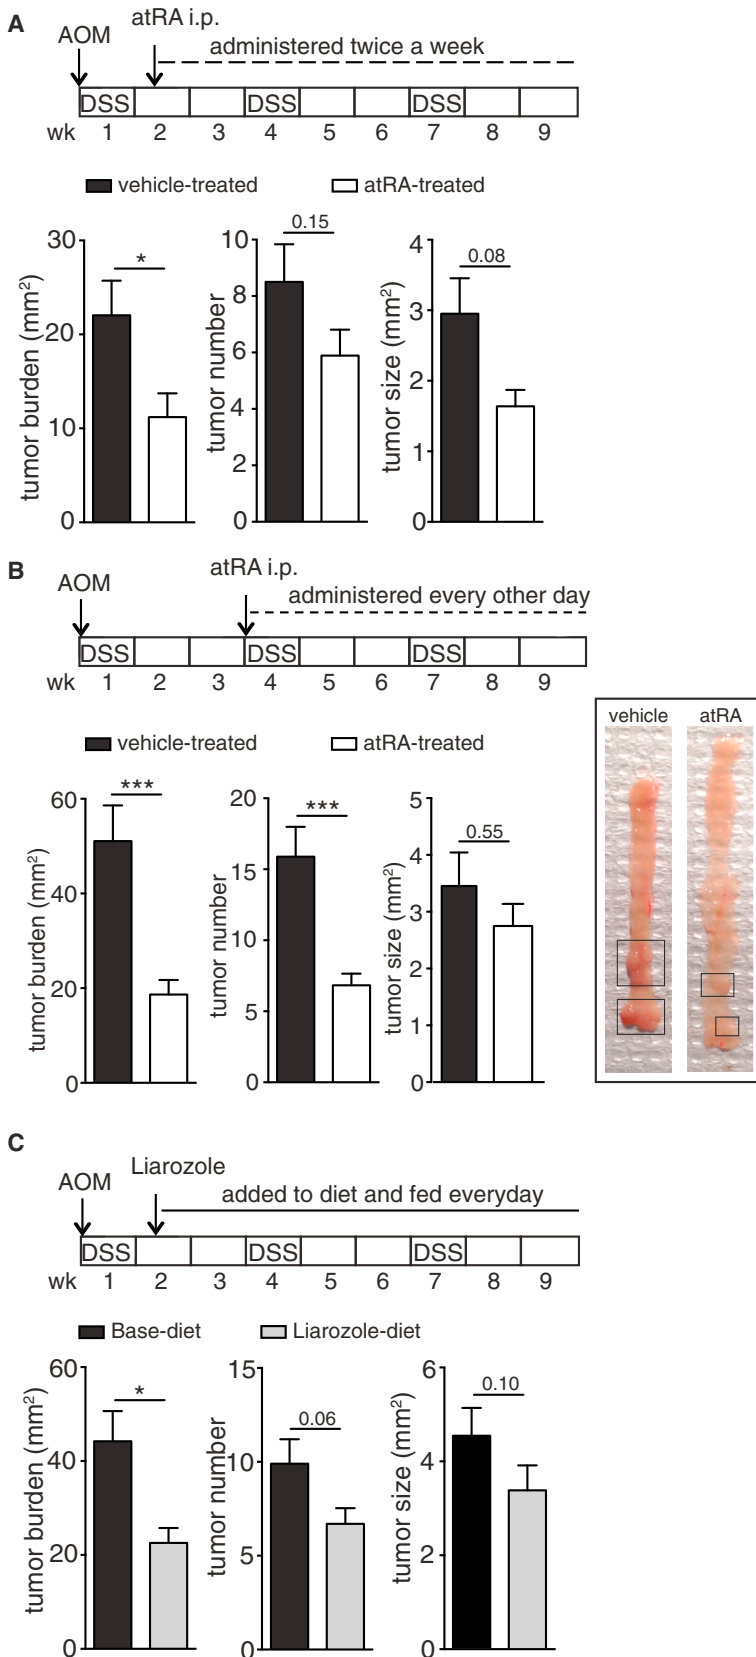 A
atRA i.p.
AOM
administered twice a week
DSS DSS DSS
wk 1 2 3 4 5 6 7 8 9
vehicle-treated atRA-treated
tumor burden (mm²)
30
20
10
0
*
tumor number
10
8
6
4
2
0
0.15
tumor size (mm²)
4
3
2
1
0
0.08
B
atRA i.p.
AOM
administered every other day
DSS DSS DSS
wk 1 2 3 4 5 6 7 8 9
vehicle-treated atRA-treated
tumor burden (mm²)
60
40
20
0
***
tumor number
20
15
10
5
0
***
tumor size (mm²)
5
4
3
2
1
0
0.55
vehicle atRA
C
Liarozole
AOM
added to diet and fed everyday
DSS DSS DSS
wk 1 2 3 4 5 6 7 8 9
Base-diet Liarozole-diet
tumor burden (mm²)
60
40
20
0
*
tumor number
15
10
5
0
0.06
tumor size (mm²)
6
4
2
0
0.10